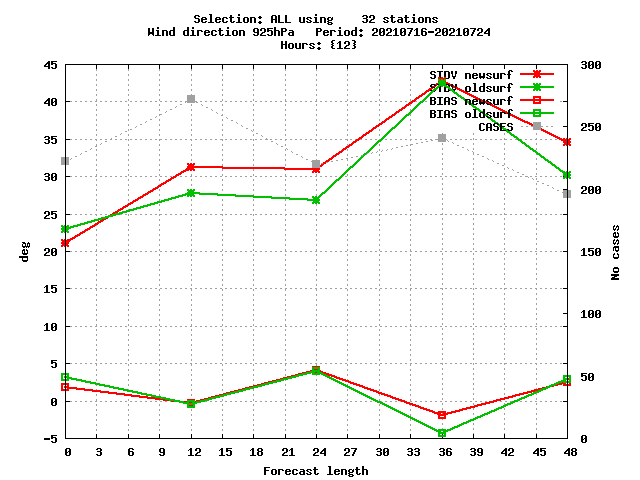 Selection: ALL using    32 stations
Wind direction 925hPa   Period: 20210716-20210724
Hours: {12}
45
40
35
30
25
20
15
10
5
0
-5
300
250
200
150
100
50
0
STDV newsurf
STDV oldsurf
BIAS newsurf
BIAS oldsurf
CASES
deg
No cases
0 3 6 9 12 15 18 21 24 27 30 33 36 39 42 45 48
Forecast length